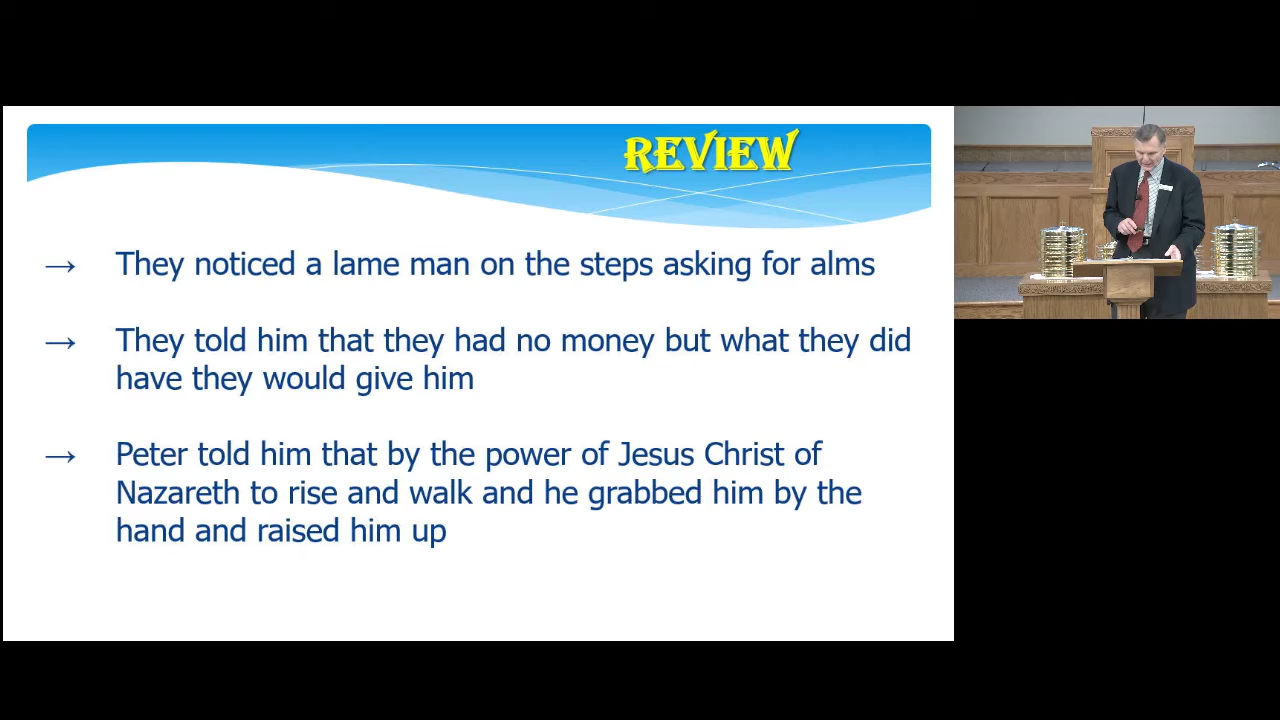 REVIEW
→ They noticed a lame man on the steps asking for alms
→ They told him that they had no money but what they did
have they would give him
→ Peter told him that by the power of Jesus Christ of
Nazareth to rise and walk and he grabbed him by the
hand and raised him up